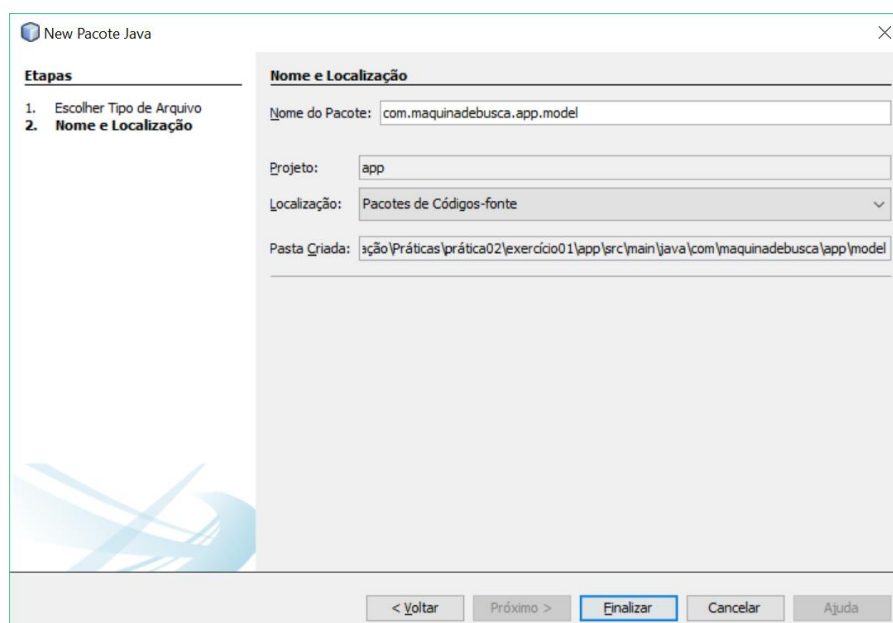 New Pacote Java
Etapas
1. Escolher Tipo de Arquivo
2. Nome e Localização
Nome e Localização
Nome do Pacote: com.maquinadebusca.app.model
Projeto: app
Localização: Pacotes de Códigos-fonte
Pasta Criada: ação\Práticas\prática02\exercício01\app\src\main\java\com\maquinadebusca\app\model
< Voltar
Próximo >
Finalizar
Cancelar
Ajuda